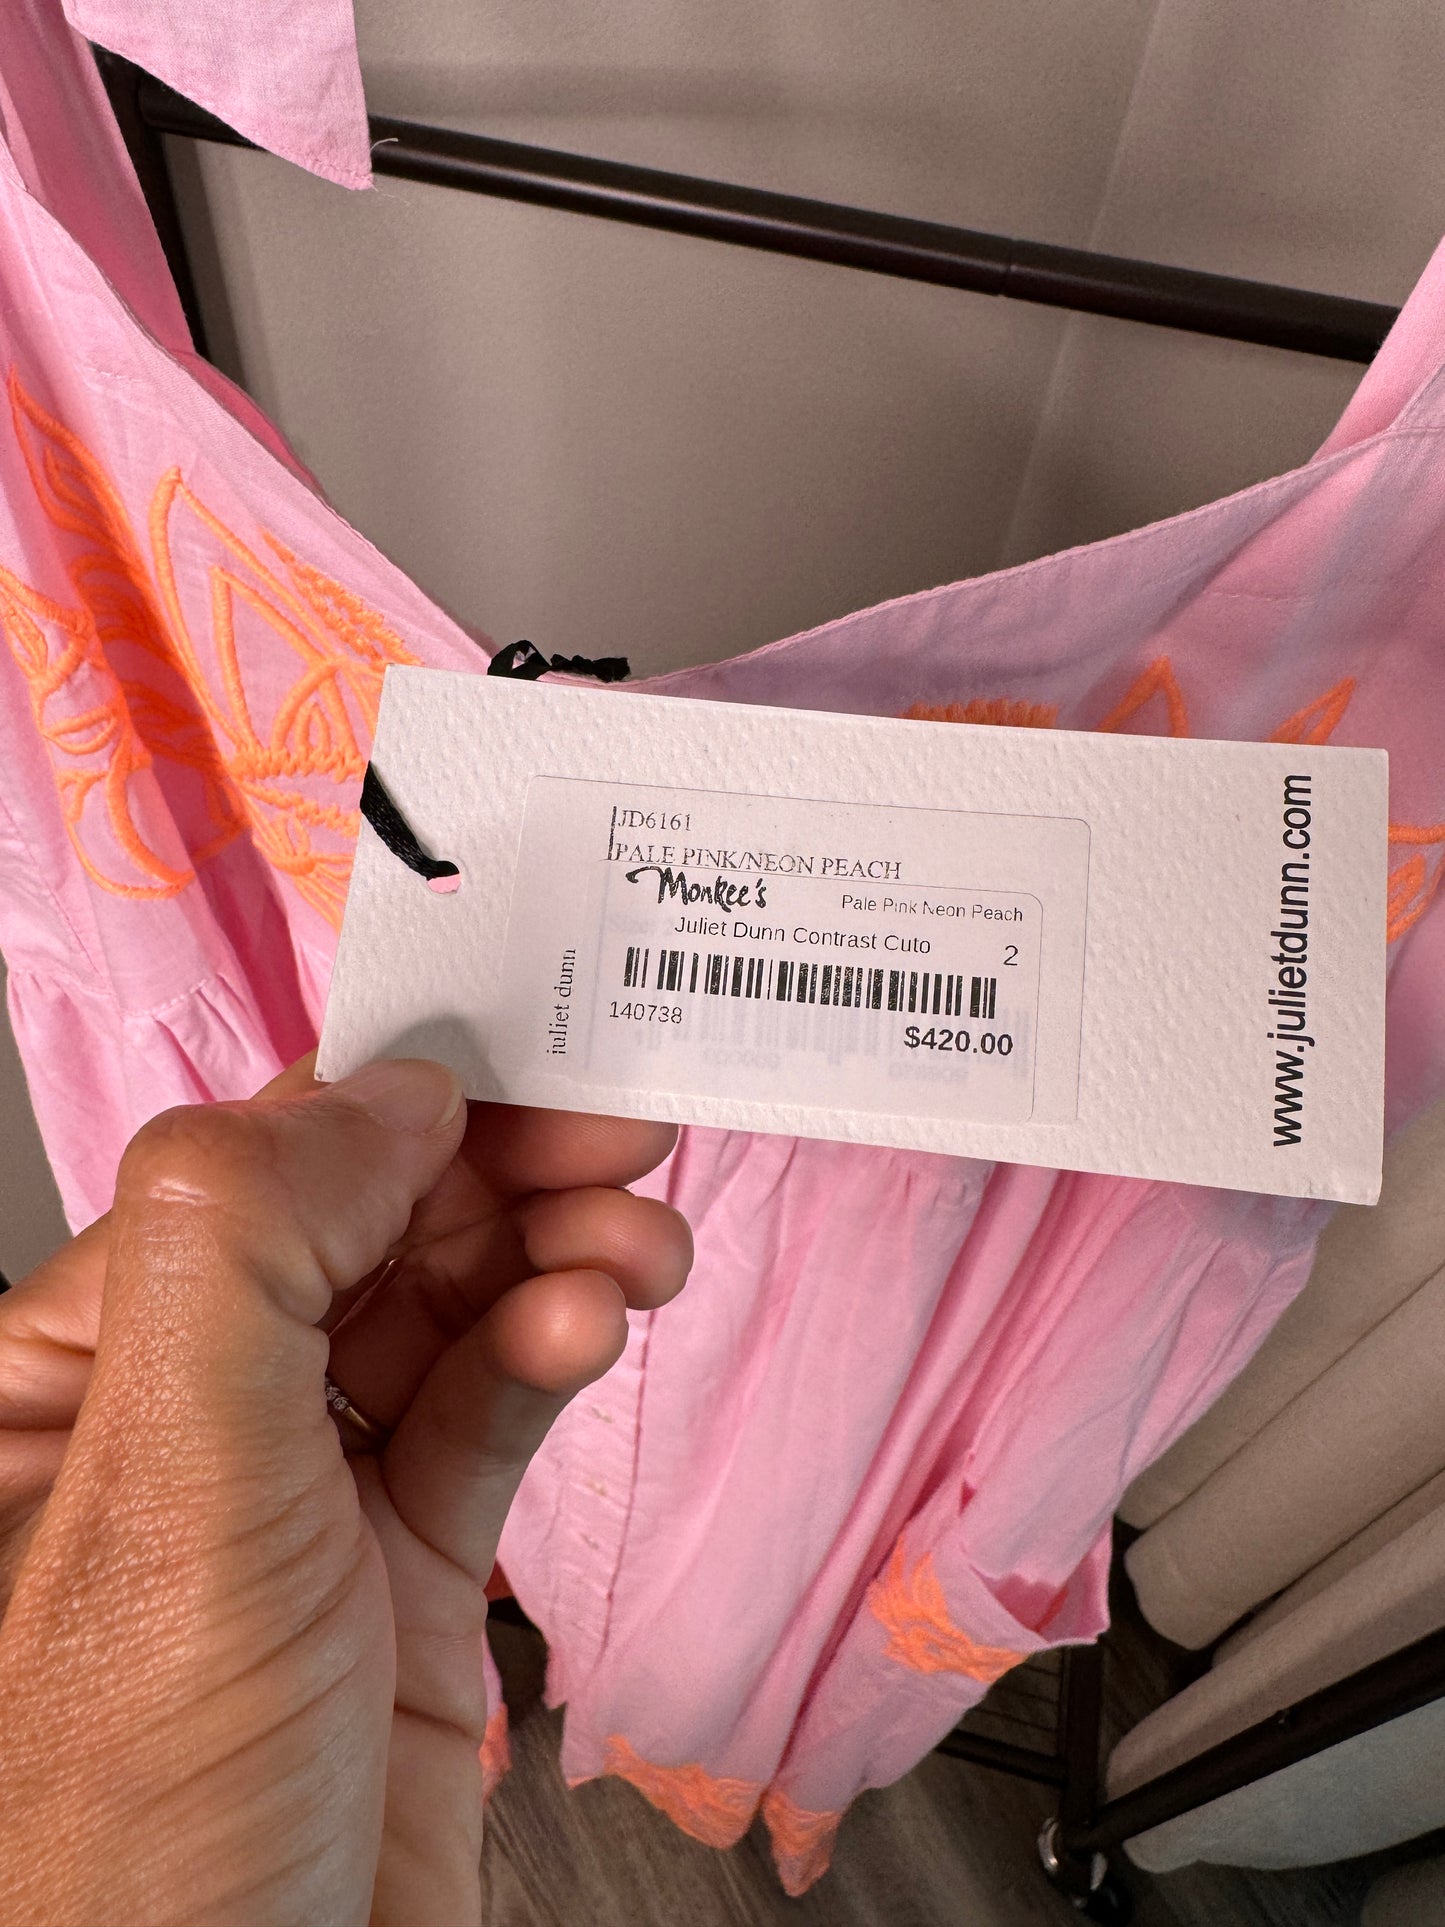 JD6161
PALE PINK/NEON PEACH
Monkee's
Pale Pink Neon Peach
Juliet Dunn Contrast Cuto
2
140738
$420.00
juliet dunn
www.julietdunn.com